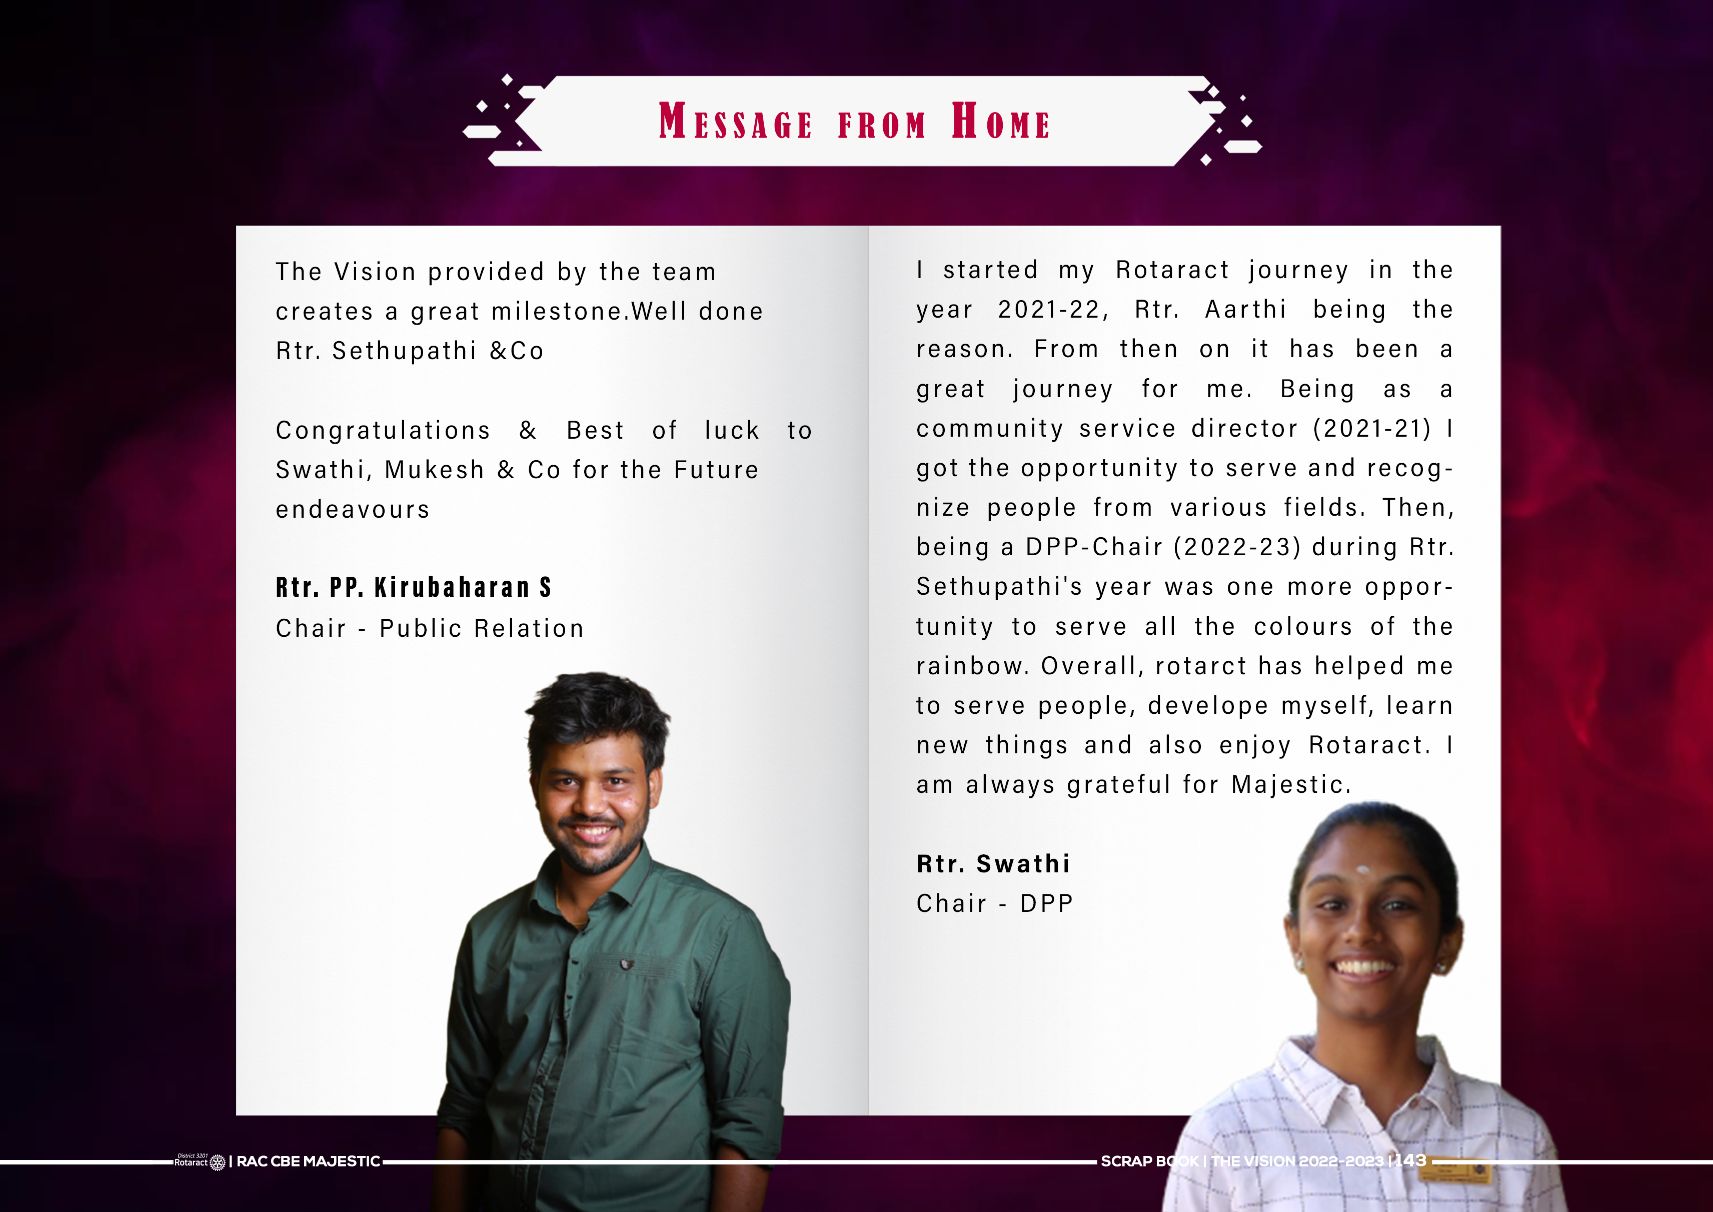 MESSAGE FROM HOME
The Vision provided by the team
creates a great milestone.Well done
Rtr. Sethupathi &Co
Congratulations & Best of luck to
Swathi, Mukesh & Co for the Future
endeavours
Rtr. PP. Kirubaharan S
Chair - Public Relation
I started my Rotaract journey in the
year 2021-22, Rtr. Aarthi being the
reason. From then on it has been a
great journey for me. Being as a
community service director (2021-21) I
got the opportunity to serve and recog-
nize people from various fields. Then,
being a DPP-Chair (2022-23) during Rtr.
Sethupathi's year was one more oppor-
tunity to serve all the colours of the
rainbow. Overall, rotarct has helped me
to serve people, develope myself, learn
new things and also enjoy Rotaract. I
am always grateful for Majestic.
Rtr. Swathi
Chair - DPP
District 3201
Rotaract | RAC CBE MAJESTIC
SCRAP BOOK | THE VISION 2022-2023 | 143